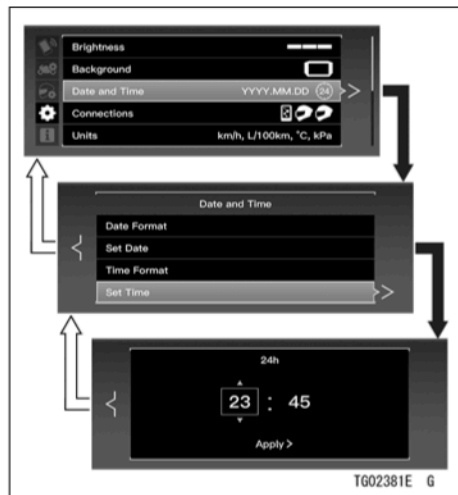 Brightness
Background
Date and Time YYYY.MM.DD 24
Connections
Units km/h, L/100km, °C, kPa
Date and Time
Date Format
Set Date
Time Format
Set Time
24h
23 : 45
Apply >
TG02381E G